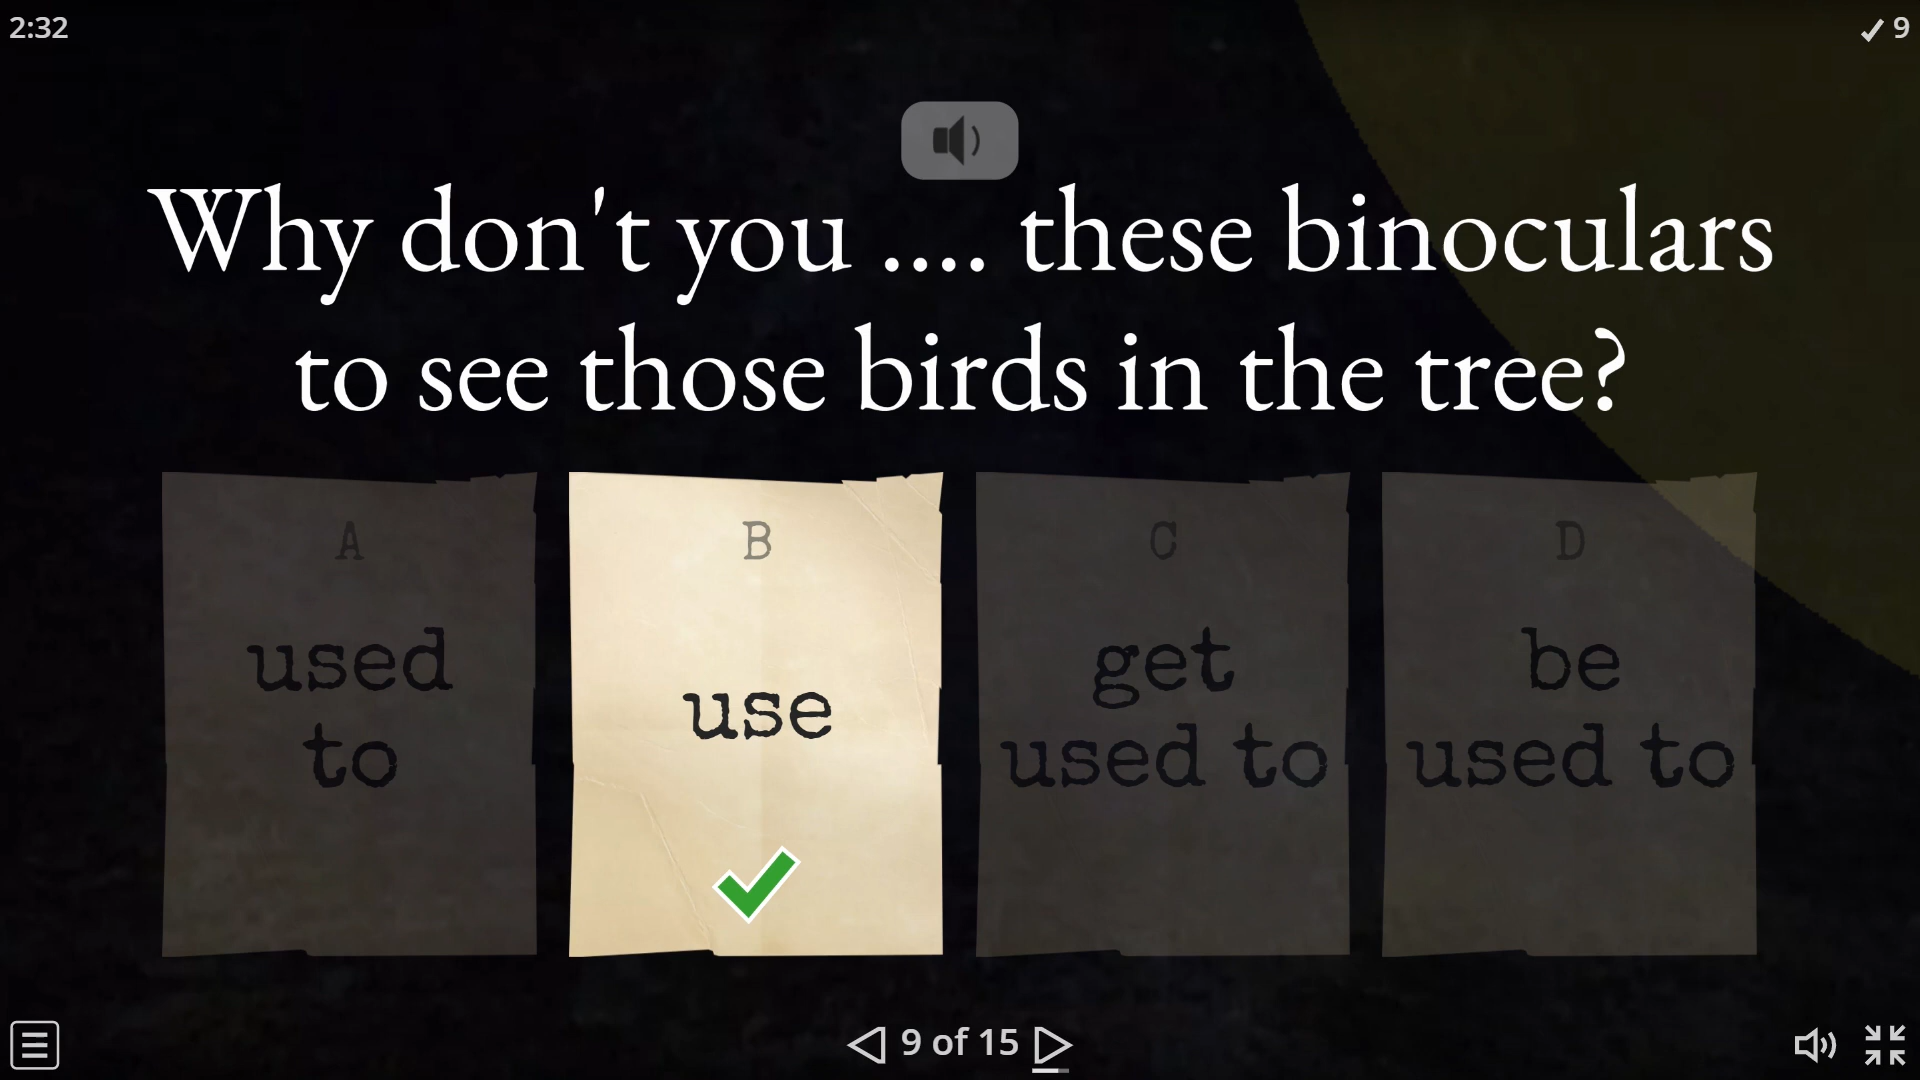 2:32
9
Why don't you .... these binoculars
to see those birds in the tree?
A
used
to
B
use
C
get
used to
D
be
used to
9 of 15